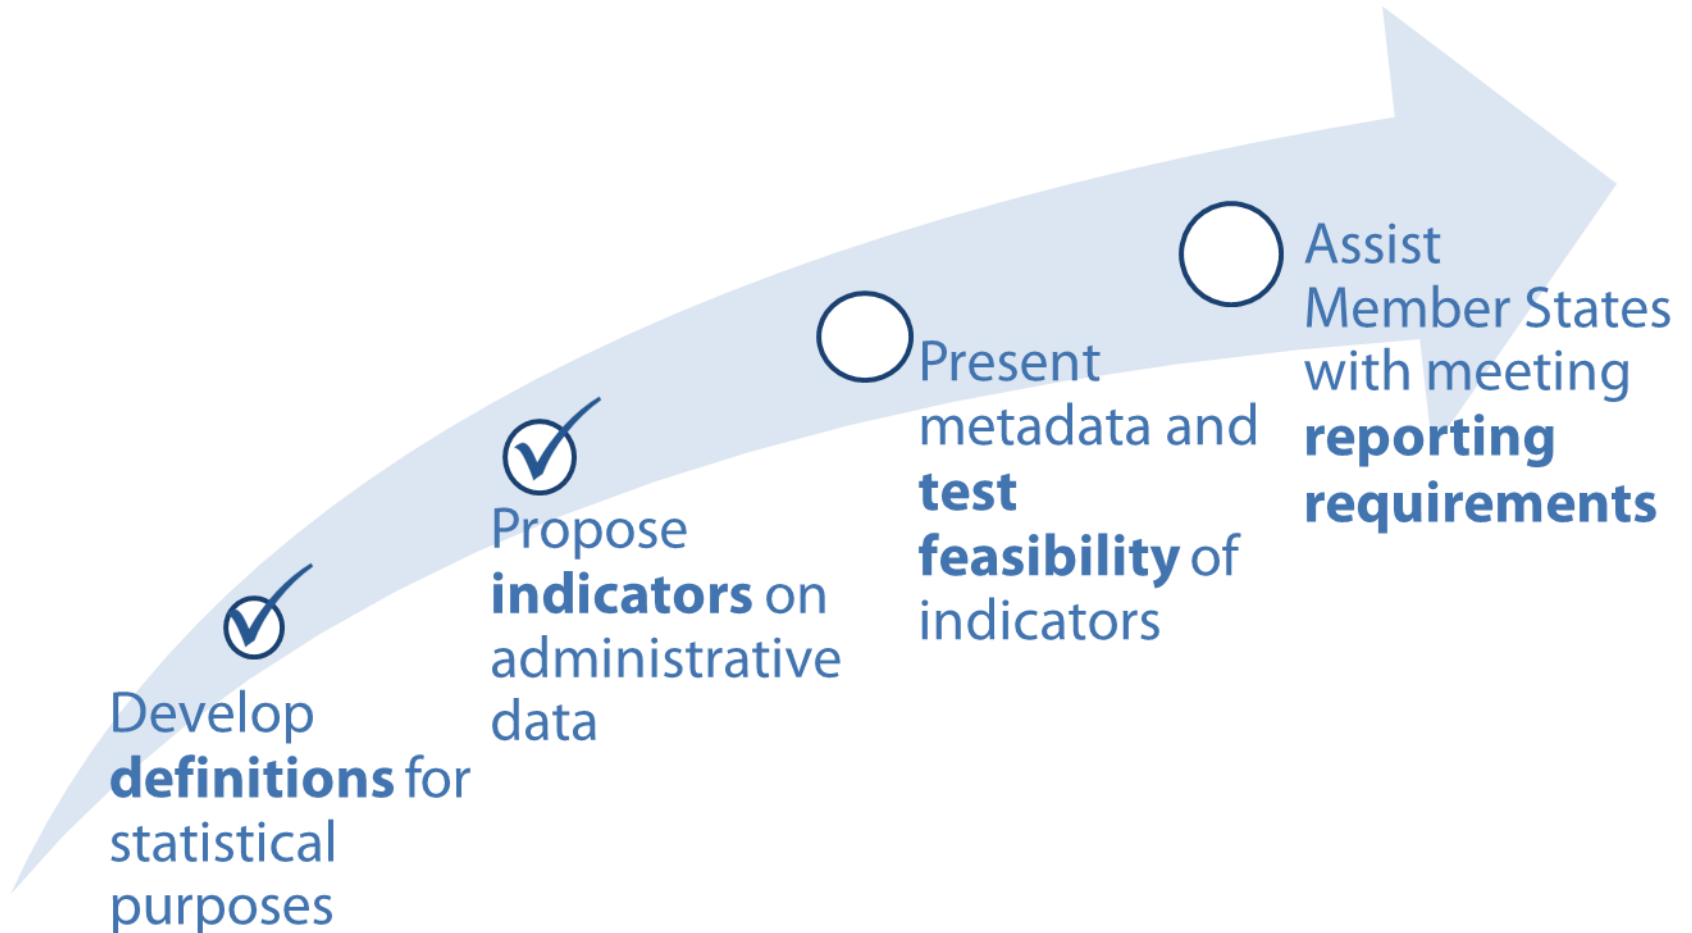 Develop
definitions for
statistical
purposes
Propose
indicators on
administrative
data
Present
metadata and
test
feasibility of
indicators
Assist
Member States
with meeting
reporting
requirements